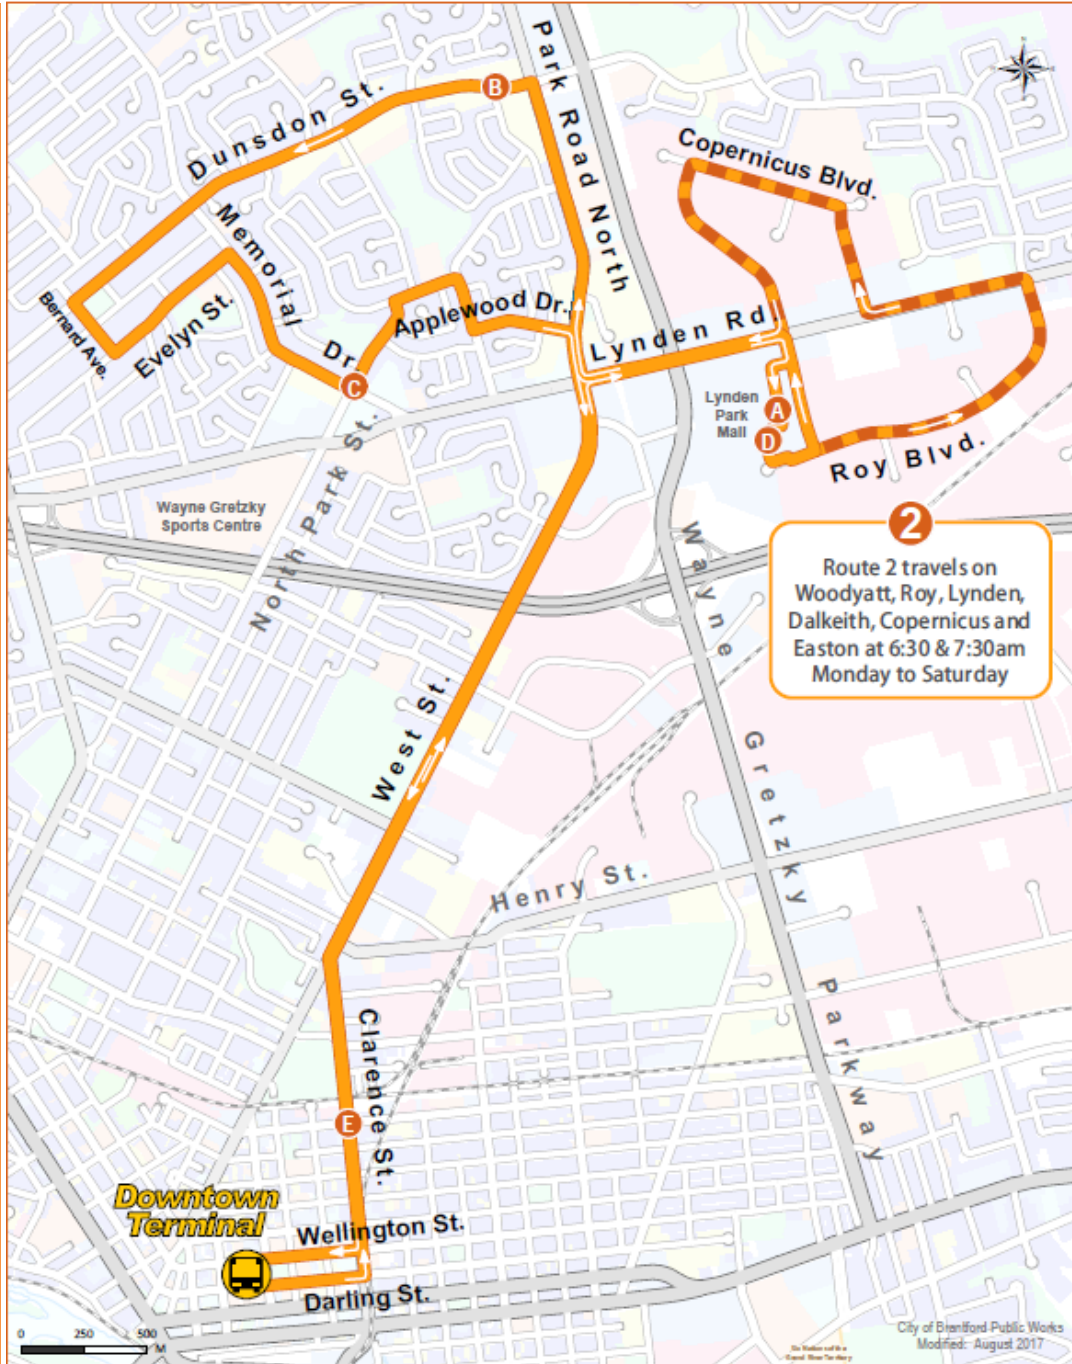 Park Road North
B
Dunsdon St.
Copernicus Blvd.
Memorial
Dr.
Bernard Ave.
Evelyn St.
Applewood Dr.
Lynden Rd.
C
Lynden
Park
Mall
A
D
Roy Blvd.
Wayne Gretzky
Sports Centre
North Park St.
2
Route 2 travels on
Woodyatt, Roy, Lynden,
Dalkeith, Copernicus and
Easton at 6:30 & 7:30am
Monday to Saturday
Wayne Gretzky Parkway
West St.
Henry St.
Clarence St.
E
Downtown
Terminal
Wellington St.
Darling St.
0 250 500
M
City of Brantford Public Works
Modified: August 2017